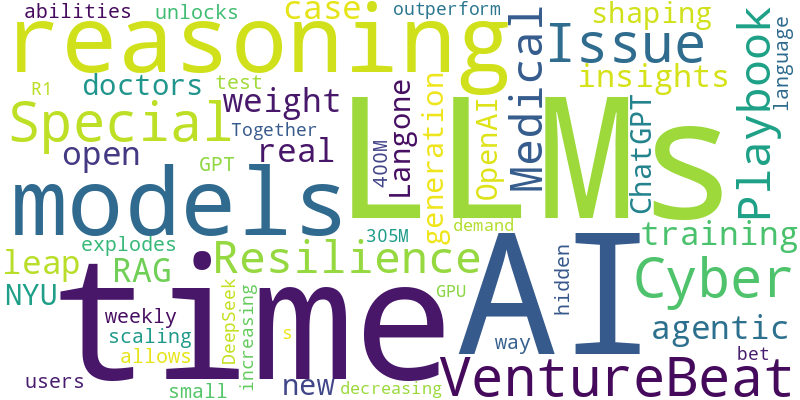 abilities
unlocks
case
outperform
shaping
reasoning
Issue
Medical
Playbook
language
R1
doctors
test
weight
insights
Special
Together
Langone
generation
OpenAI
ChatGPT
400M
open
GPT
real
LLMs
models
305M
demand
training
explodes
Resilience
leap
RAG
NYU
time
AI
hidden
Cyber
GPU
DeepSeek
increasing
weekly
scaling
s
way
agentic
allows
VentureBeat
bet
users
small
new
decreasing